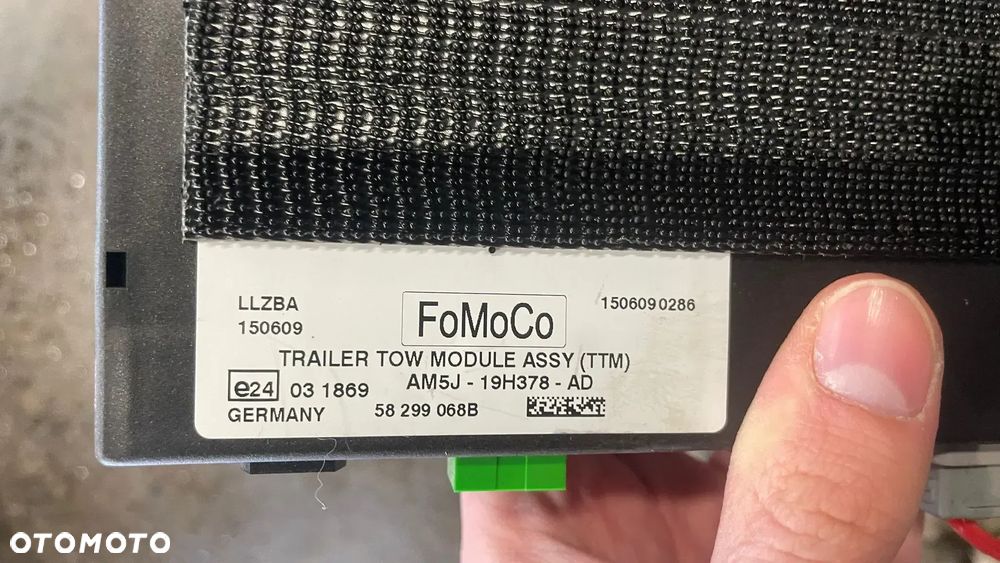 LLZBA
150609
FoMoCo
1506090286
TRAILER TOW MODULE ASSY (TTM)
e24 03 1869
AM5J - 19H378 - AD
GERMANY
58 299 068B
OTOMOTO